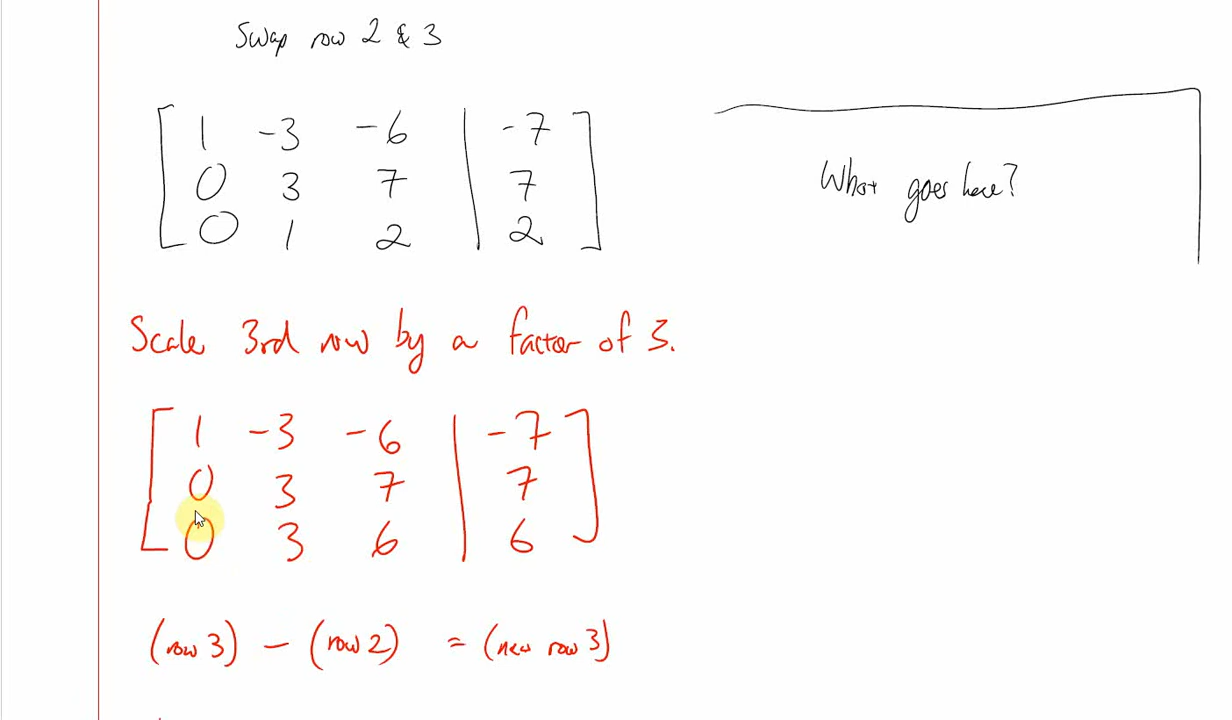 Swap row 2 & 3
1 -3 -6 | -7
0 3 7 | 7
0 1 2 | 2
What goes here?
Scale 3rd row by a factor of 3.
1 -3 -6 | -7
0 3 7 | 7
0 3 6 | 6
(row 3) - (row 2) = (new row 3)